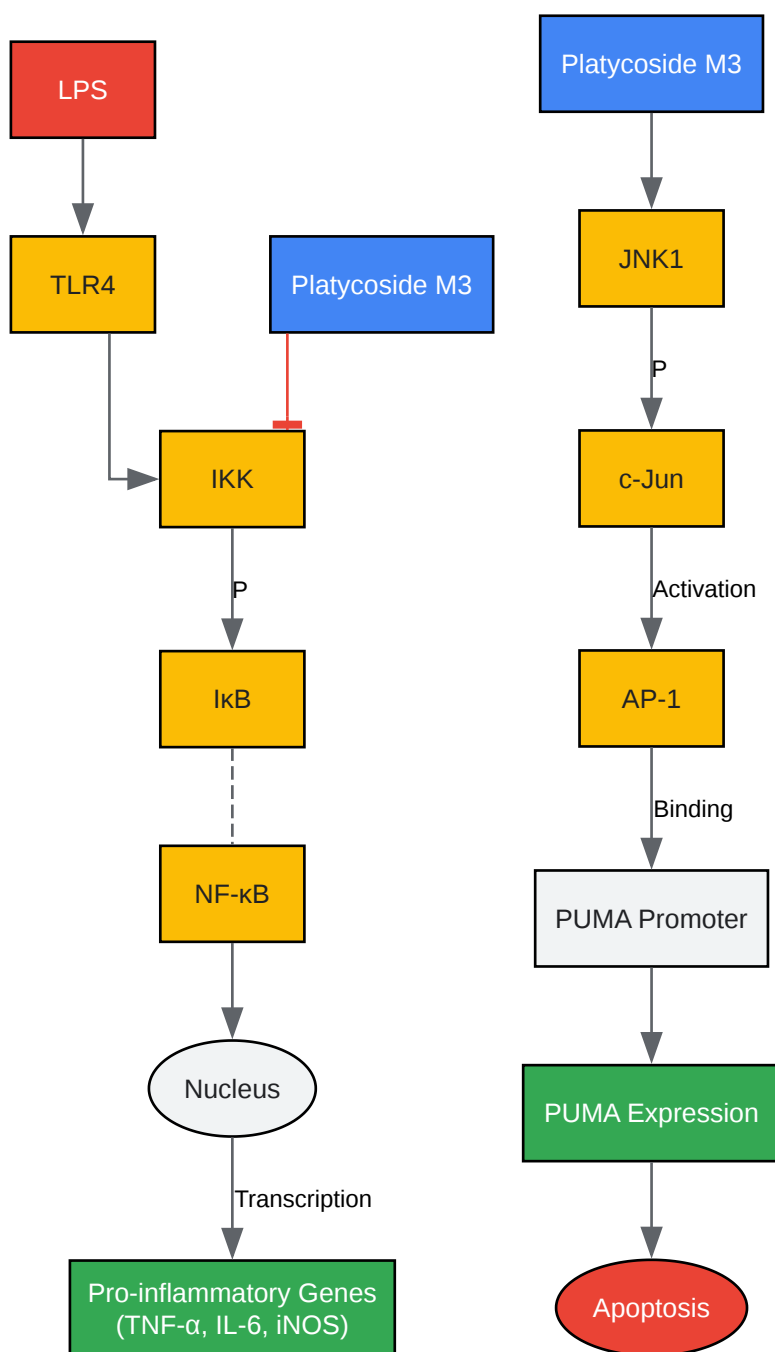 LPS
TLR4
Platycoside M3
IKK
P
IκB
NF-κB
Nucleus
Transcription
Pro-inflammatory Genes
(TNF-α, IL-6, iNOS)
Platycoside M3
JNK1
P
c-Jun
Activation
AP-1
Binding
PUMA Promoter
PUMA Expression
Apoptosis